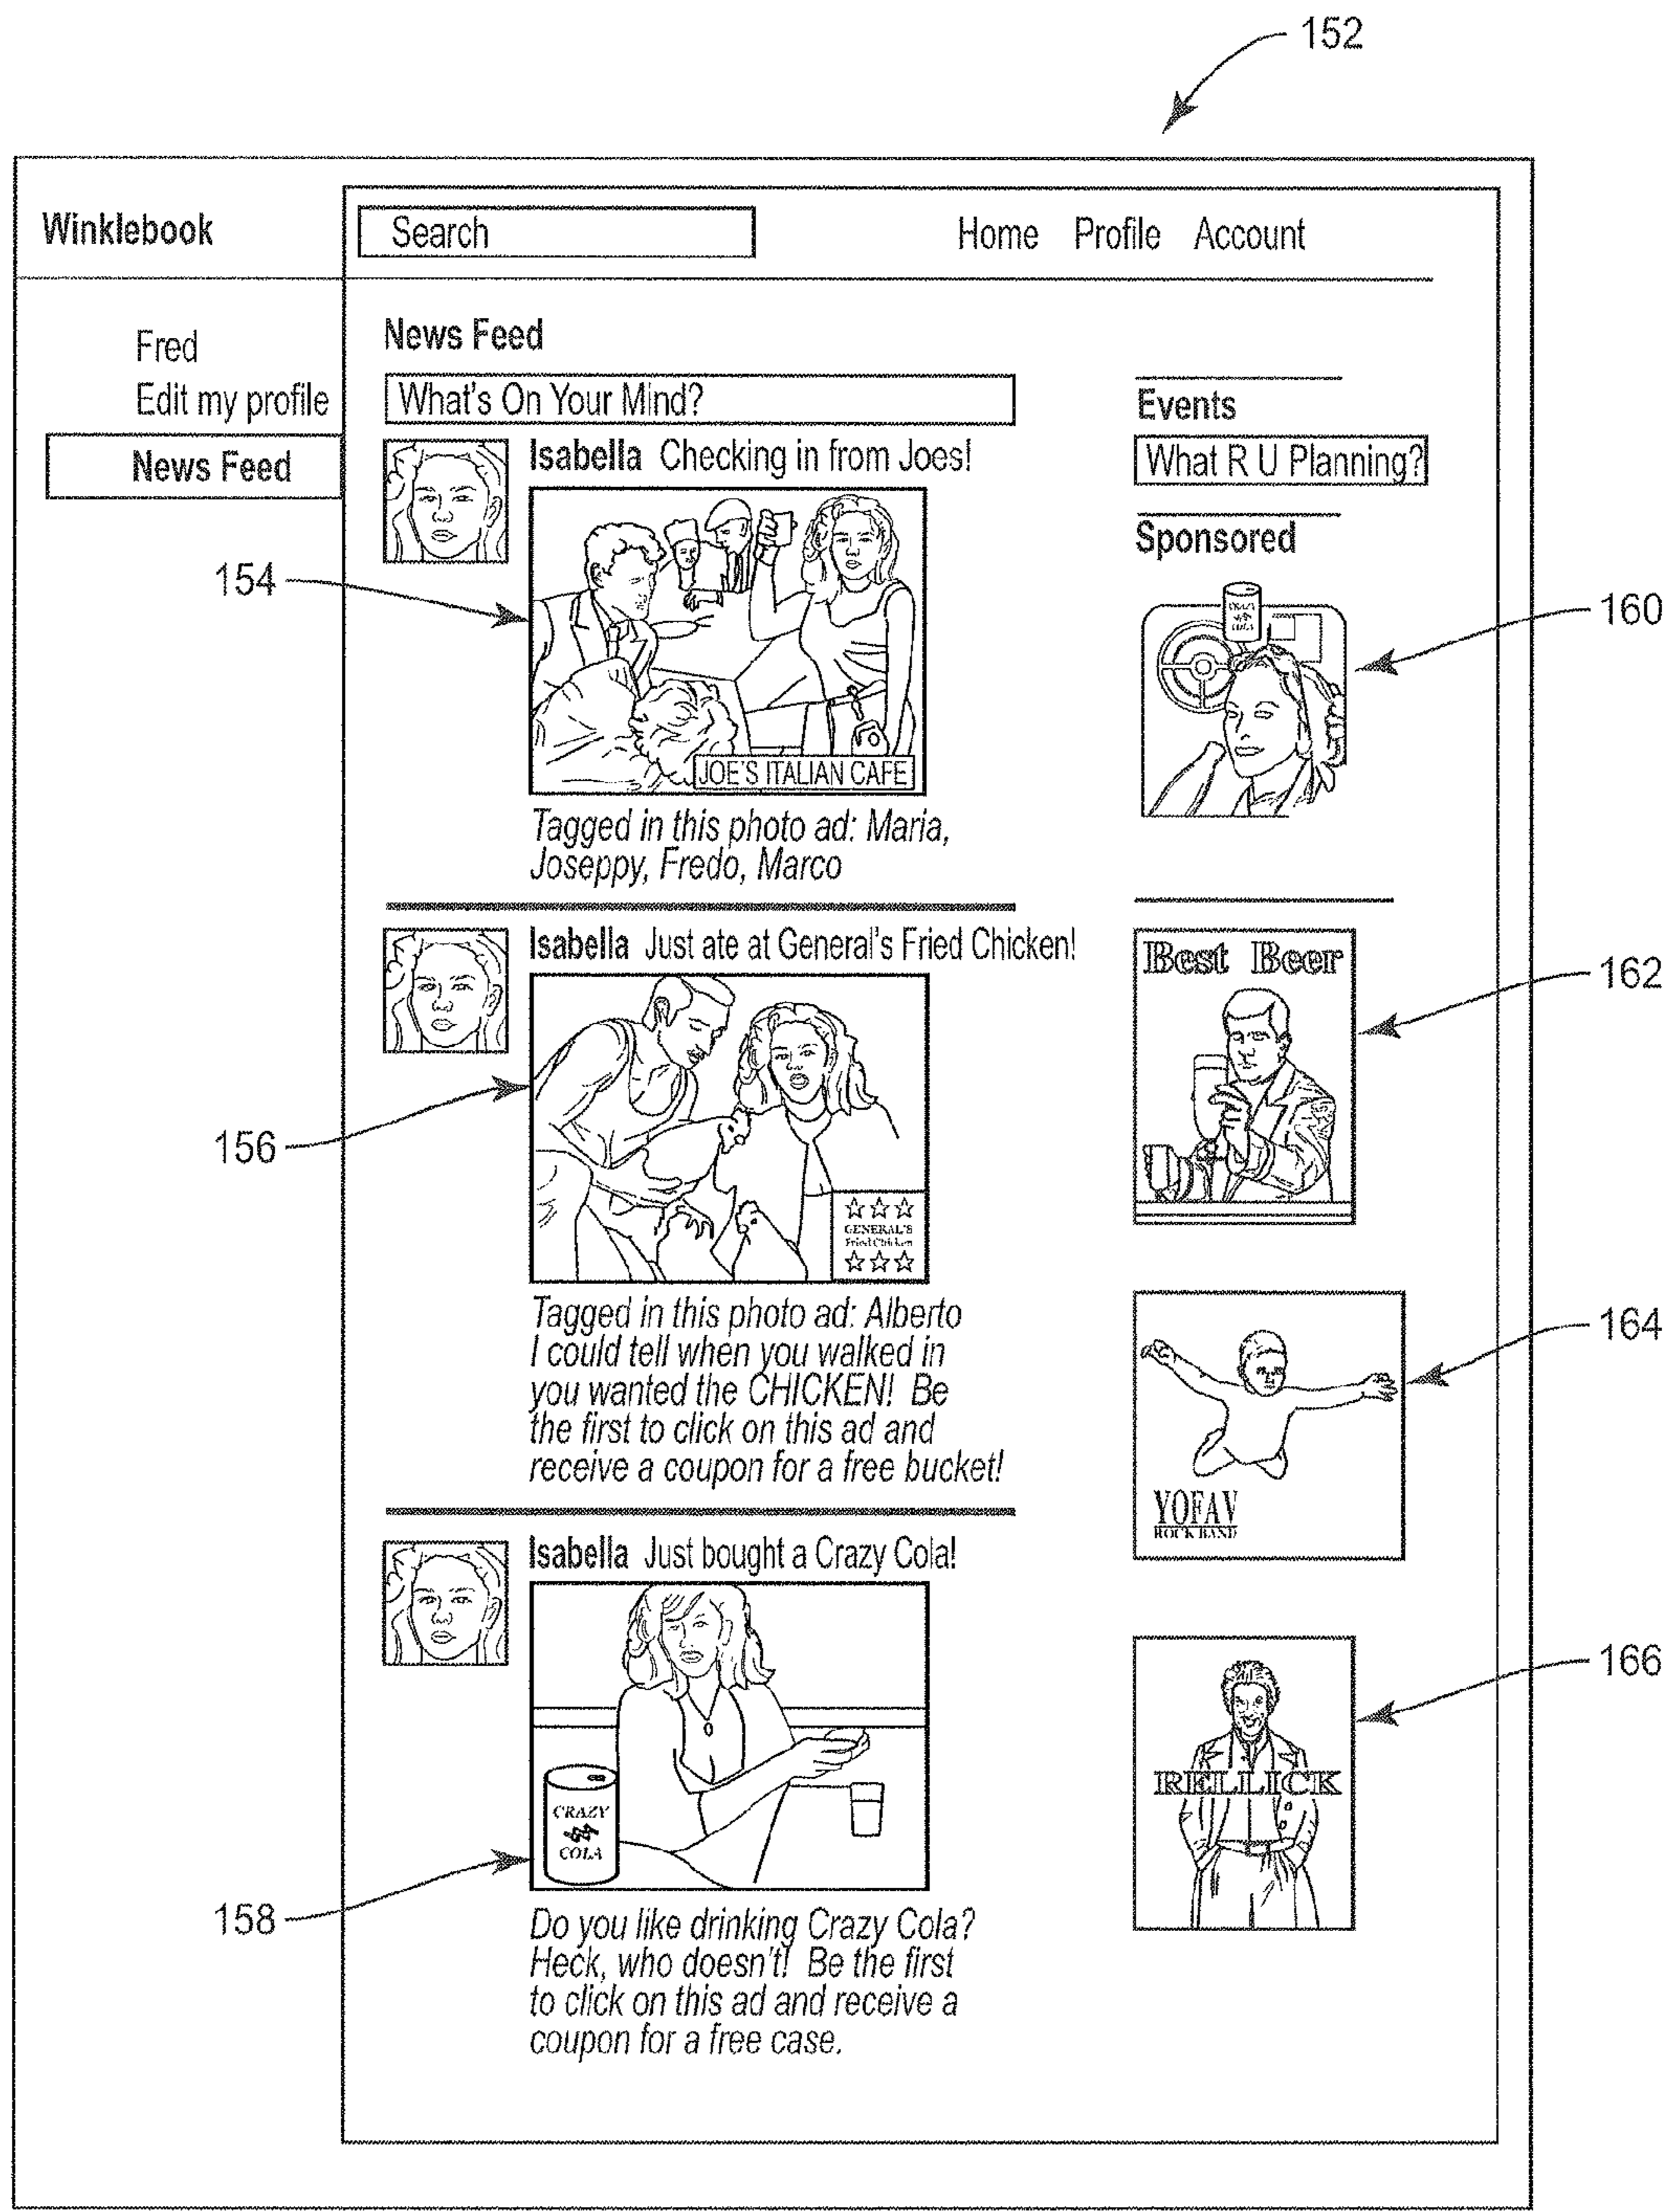 152
Winklebook
Search
Home Profile Account
Fred
Edit my profile
News Feed
News Feed
What's On Your Mind?
Isabella Checking in from Joes!
154
JOE'S ITALIAN CAFE
Tagged in this photo ad: Maria,
Joseppy, Fredo, Marco
Isabella Just ate at General's Fried Chicken!
156
☆☆☆
GENERAL'S
Fried Chicken
☆☆☆
Tagged in this photo ad: Alberto
I could tell when you walked in
you wanted the CHICKEN! Be
the first to click on this ad and
receive a coupon for a free bucket!
Isabella Just bought a Crazy Cola!
CRAZY
COLA
158
Do you like drinking Crazy Cola?
Heck, who doesn't! Be the first
to click on this ad and receive a
coupon for a free case.
Events
What R U Planning?
Sponsored
CRAZY
COLA
160
Best Beer
162
164
YOFAV
ROCK BAND
166
RELLICK